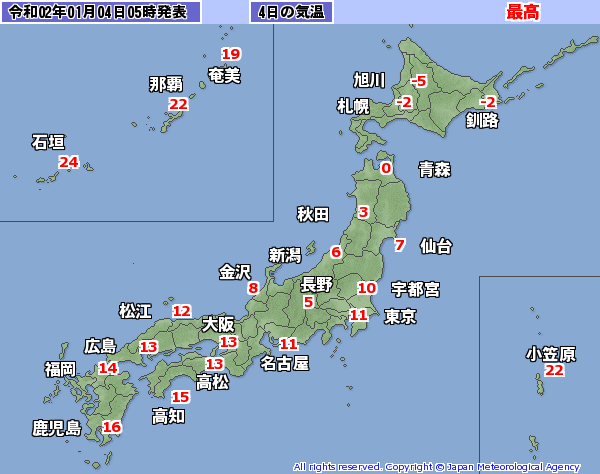 令和02年01月04日05時発表 4日の気温 最高
19
奄美
那覇
22
石垣
24
旭川 -5
札幌 -2 -2
釧路
0 青森
秋田 3
7 仙台
新潟 6
金沢 8
長野 5
10 宇都宮
11 東京
松江 12
大阪 13
広島 13
11 名古屋
福岡 14
13 高松
15 高知
鹿児島 16
小笠原
22
All rights reserved. Copyright © Japan Meteorological Agency